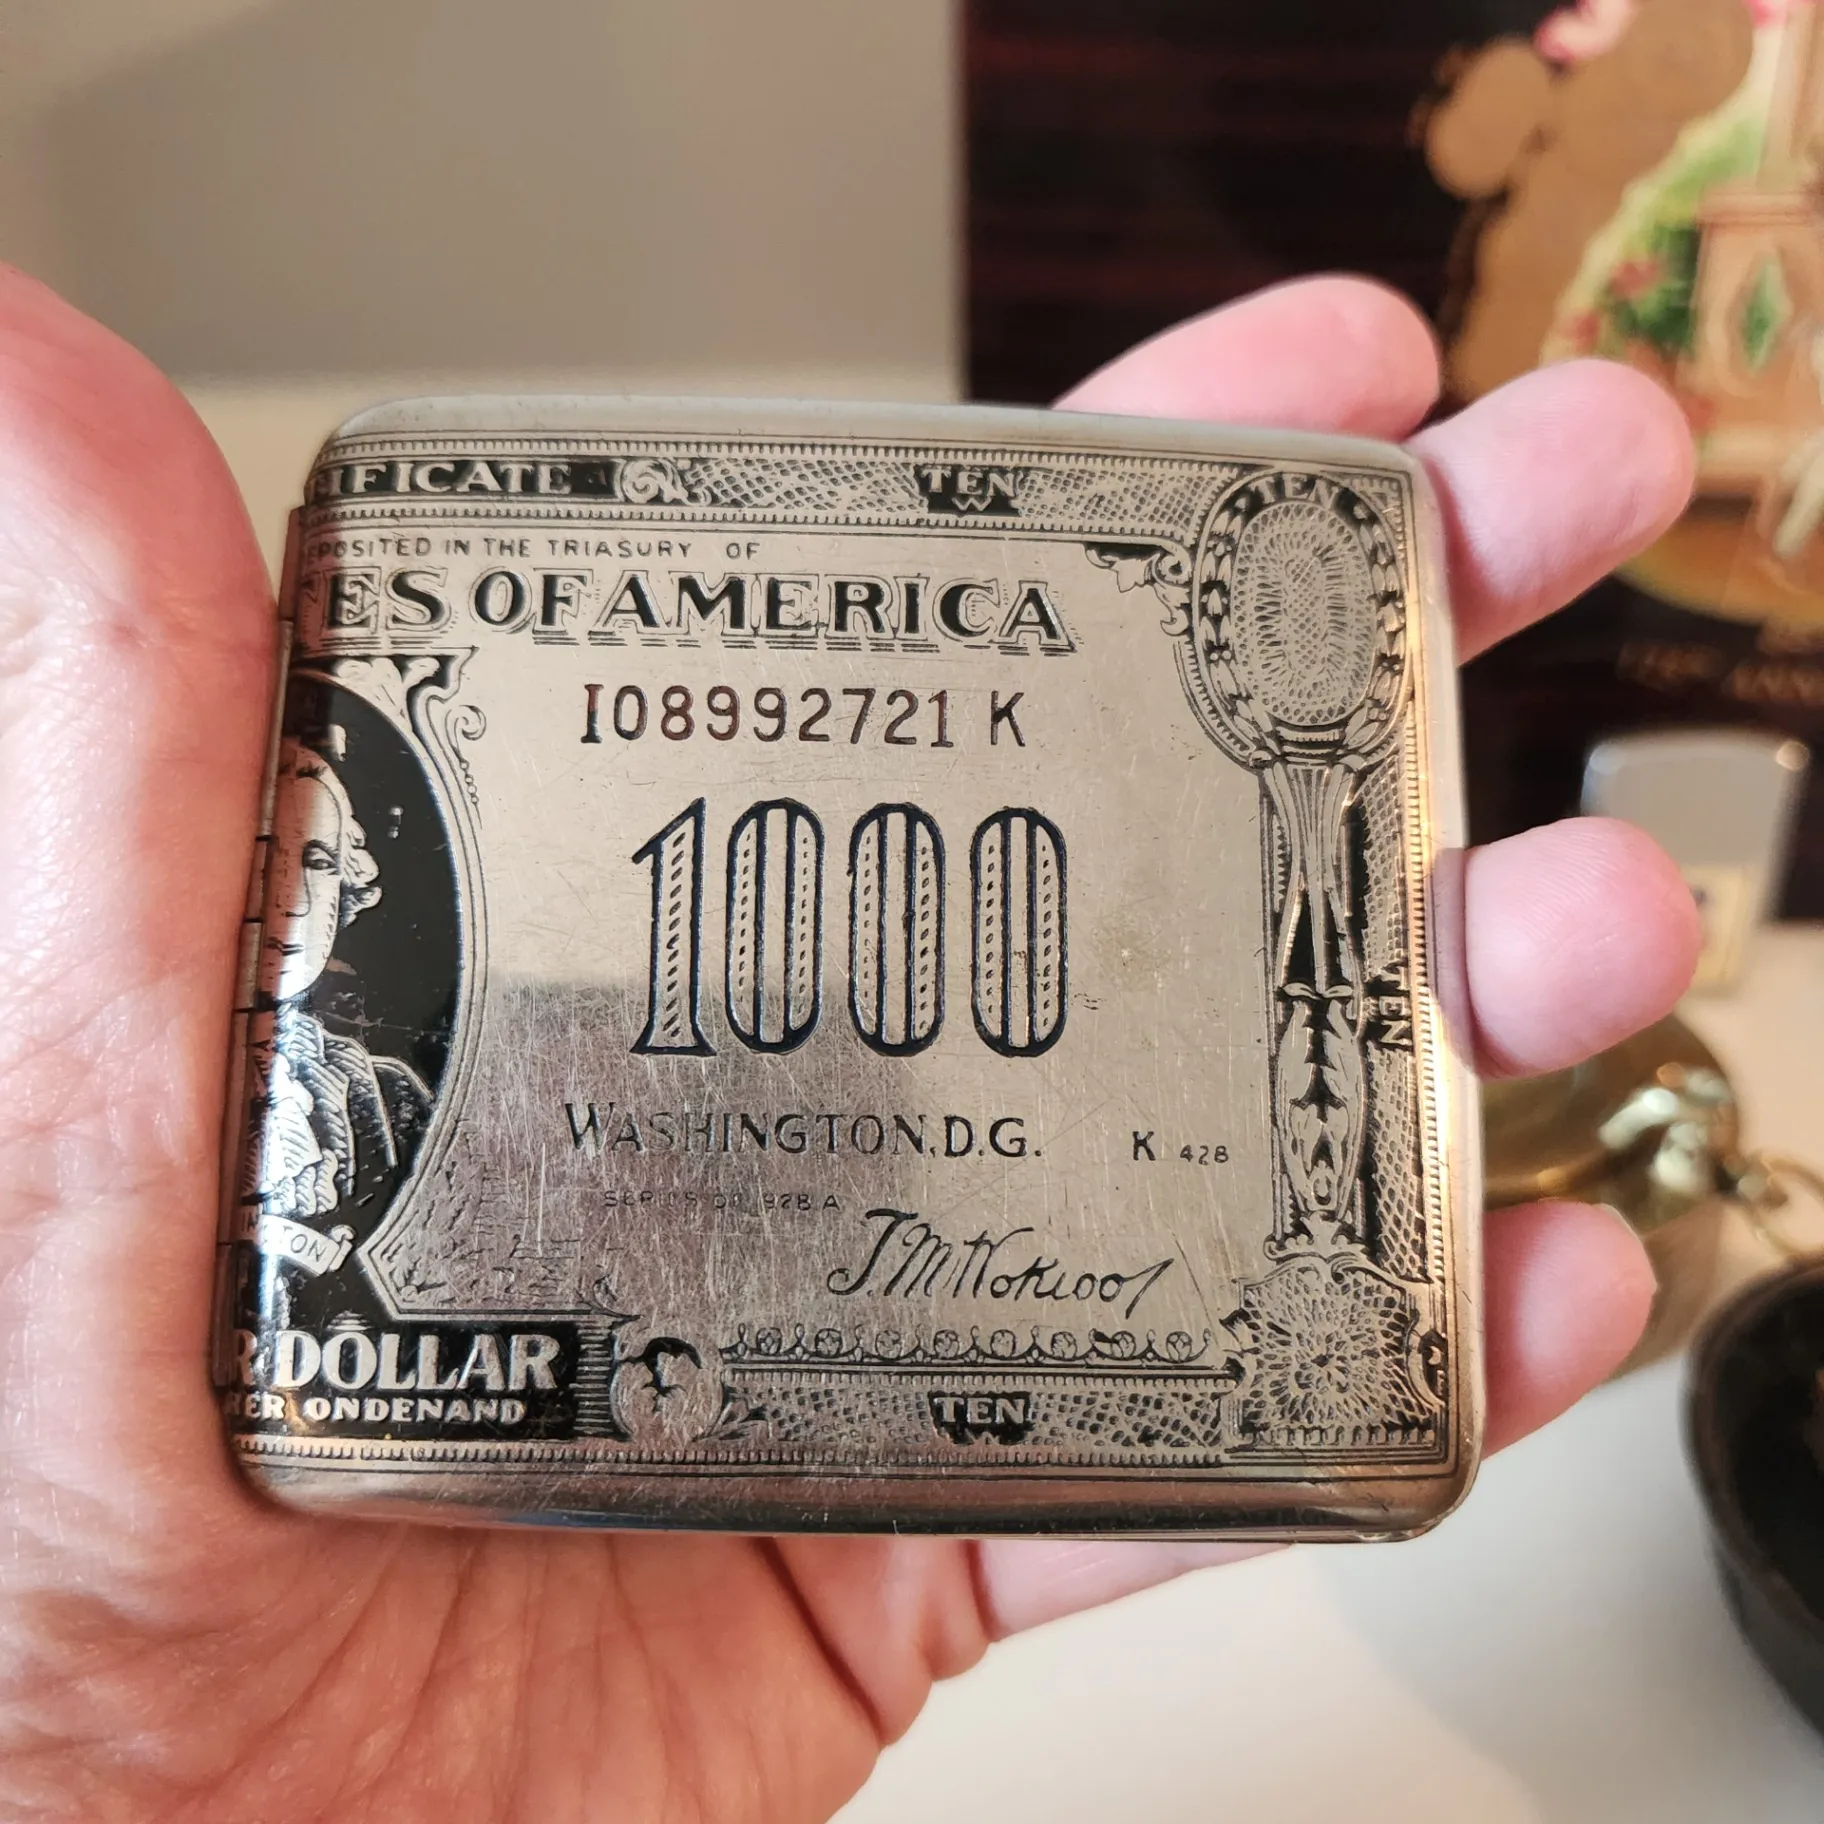 IFICATE TEN TEN
EPOSITED IN THE TRIASURY OF
ES OF AMERICA
I08992721 K
1000
TEN
WASHINGTON, D.G. K 428
TON
R DOLLAR
RER ONDENAND
TEN